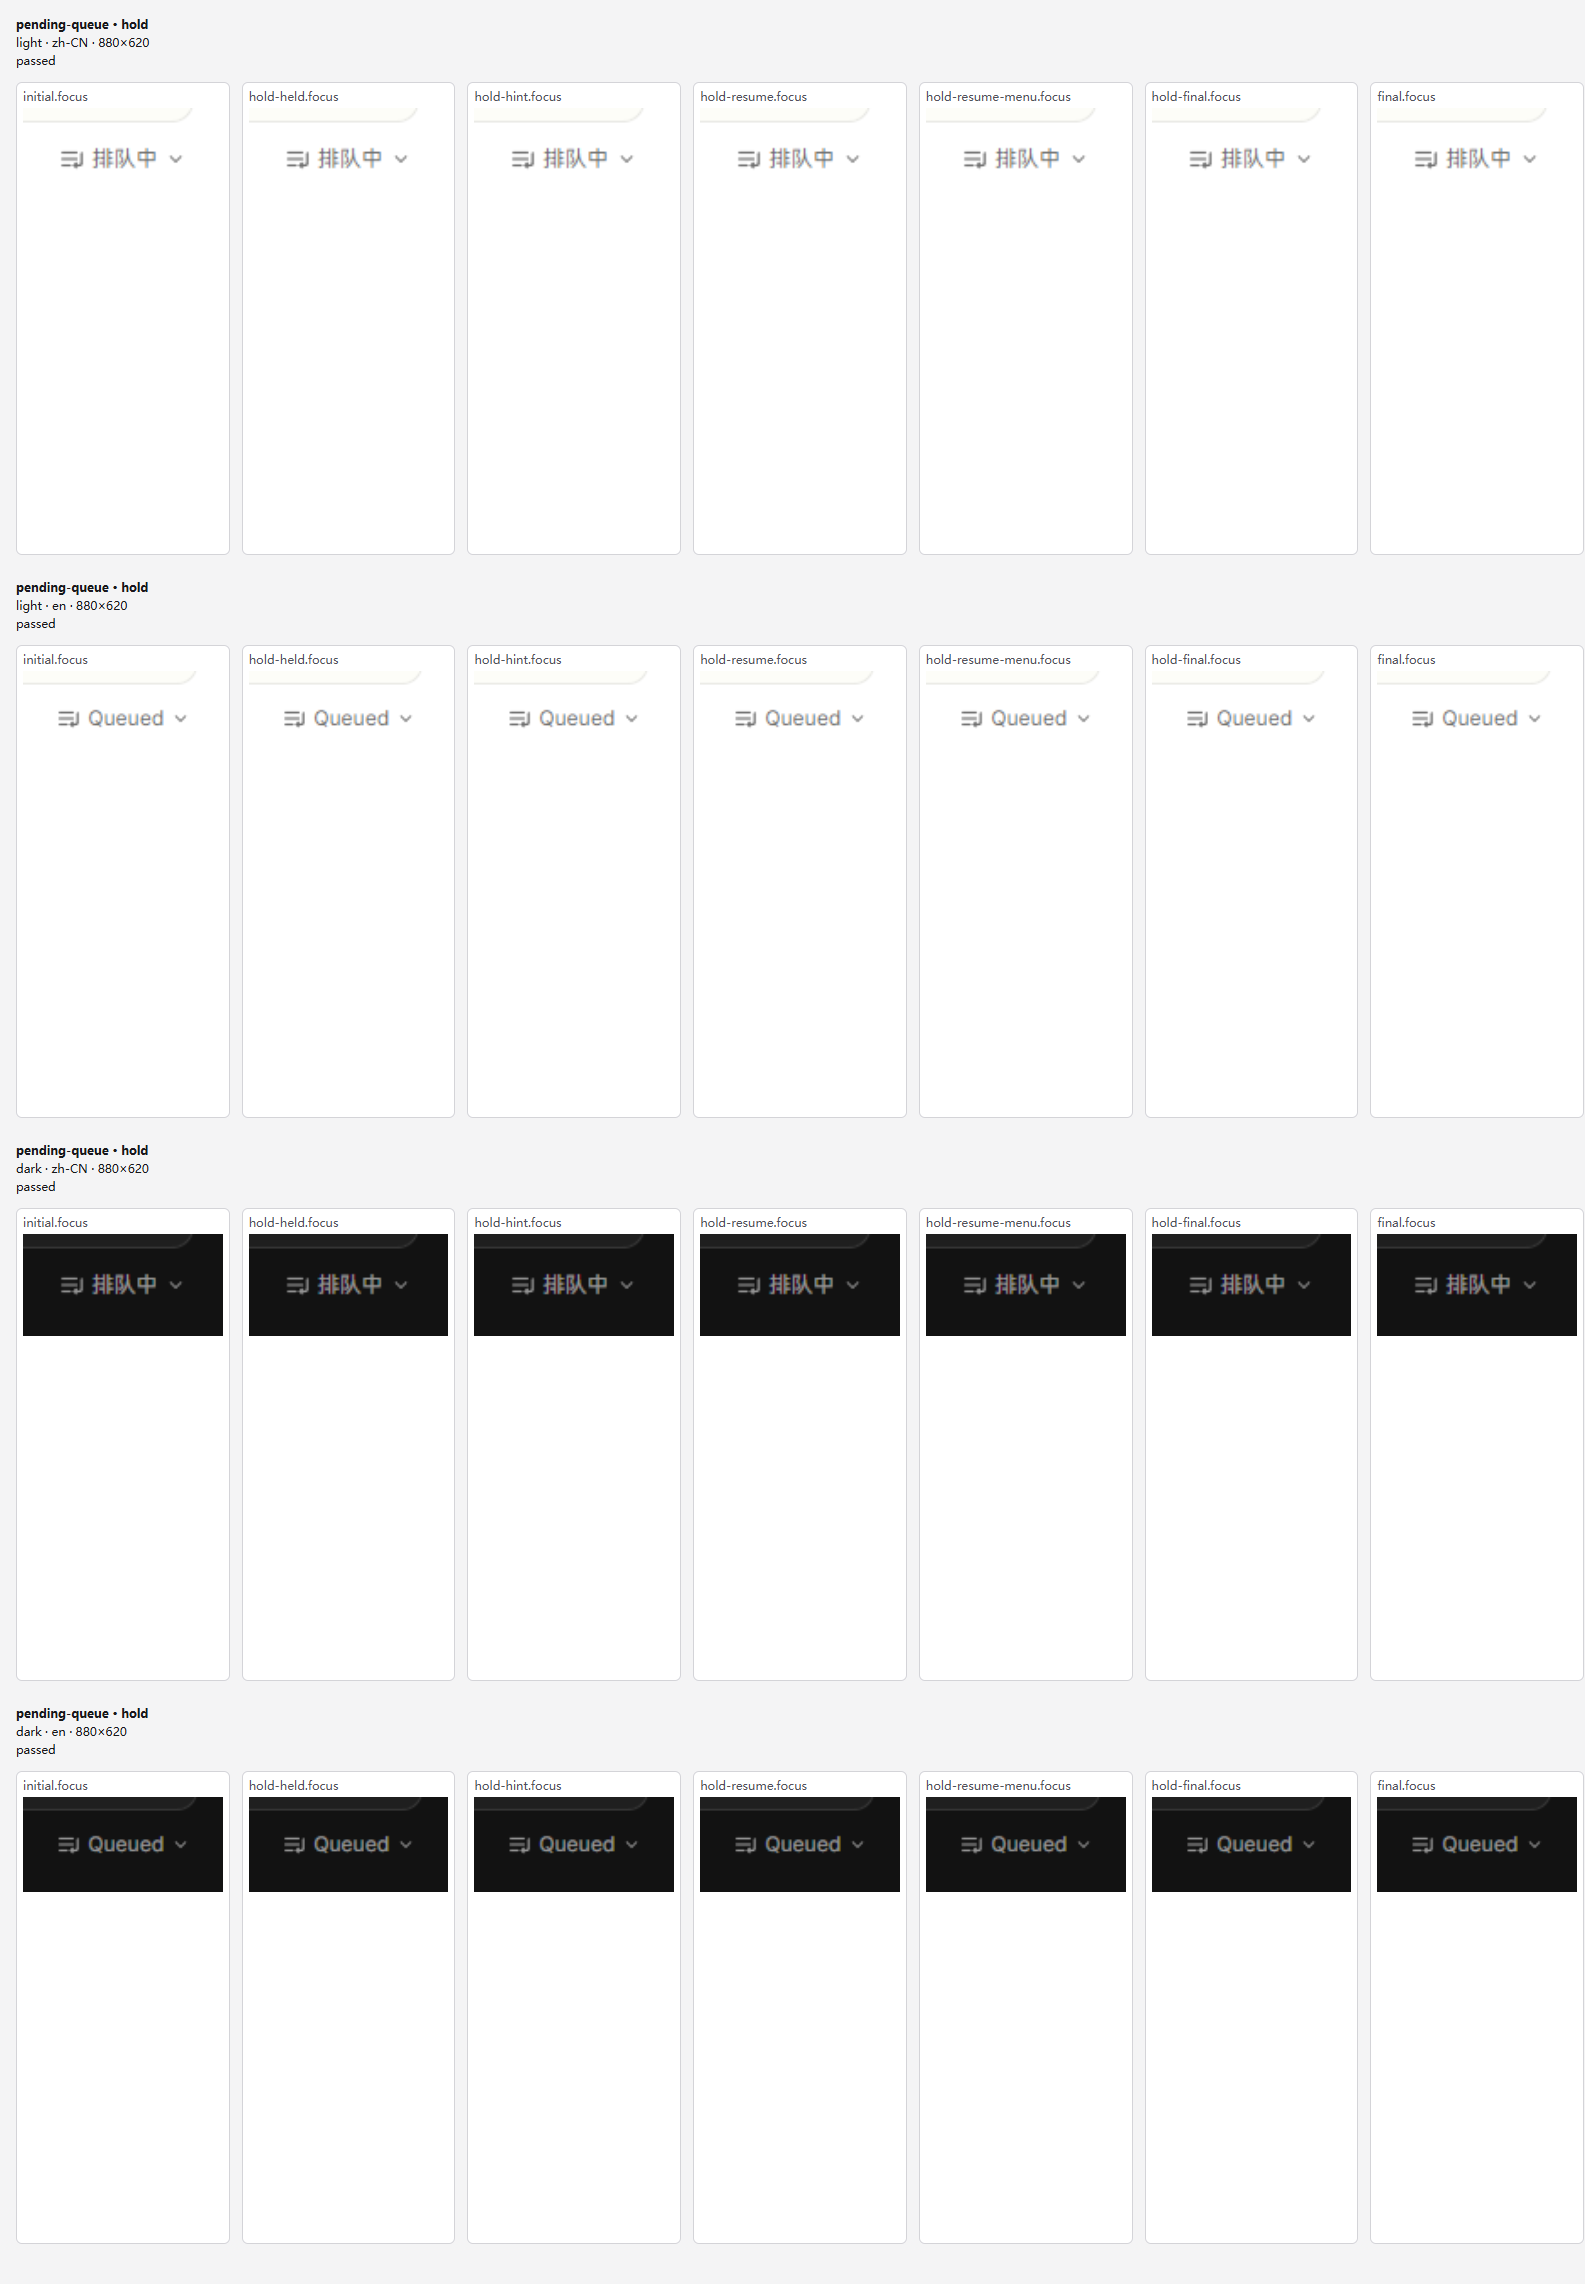 pending-queue • hold
light · zh-CN · 880×620
passed
initial.focus
hold-held.focus
hold-hint.focus
hold-resume.focus
hold-resume-menu.focus
hold-final.focus
final.focus
排队中
排队中
排队中
排队中
排队中
排队中
排队中
pending-queue • hold
light · en · 880×620
passed
initial.focus
hold-held.focus
hold-hint.focus
hold-resume.focus
hold-resume-menu.focus
hold-final.focus
final.focus
Queued
Queued
Queued
Queued
Queued
Queued
Queued
pending-queue • hold
dark · zh-CN · 880×620
passed
initial.focus
hold-held.focus
hold-hint.focus
hold-resume.focus
hold-resume-menu.focus
hold-final.focus
final.focus
排队中
排队中
排队中
排队中
排队中
排队中
排队中
pending-queue • hold
dark · en · 880×620
passed
initial.focus
hold-held.focus
hold-hint.focus
hold-resume.focus
hold-resume-menu.focus
hold-final.focus
final.focus
Queued
Queued
Queued
Queued
Queued
Queued
Queued